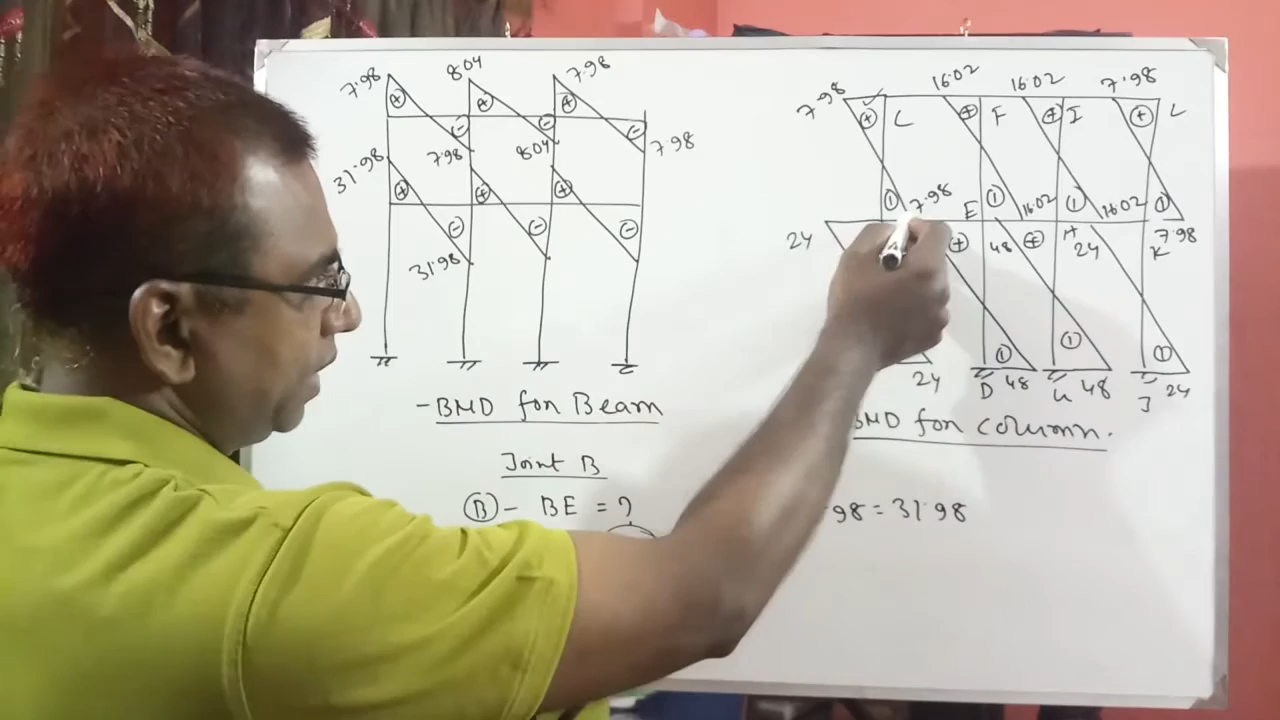 7.98 8.04 7.98
+ + +
- - -
7.98 8.04 7.98
31.98
+ + +
- - -
31.98
-BMD for Beam
Joint B
(B) - BE = ?
7.98 16.02 16.02 7.98
+ C + F + I + L
- 7.98 E - 16.02 - 16.02 - 7.98
24 + 48 + H 24 K
- - -
24 D 48 G 48 J 24
BMD for column.
.98 = 31.98